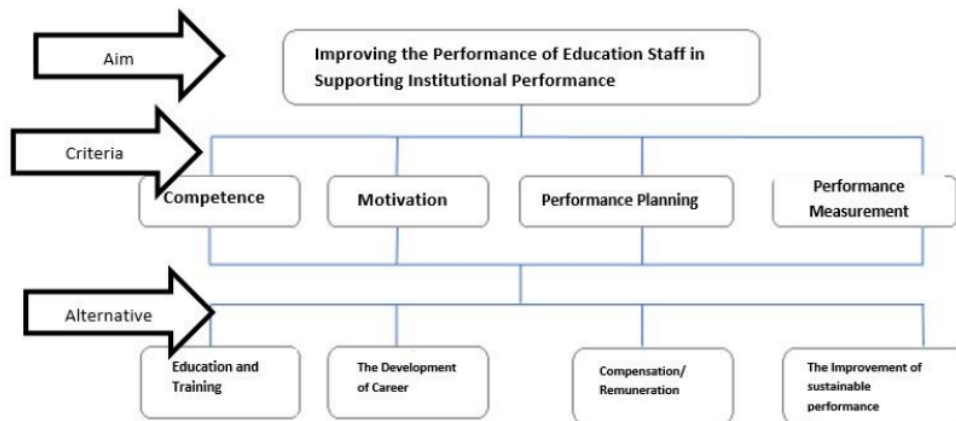 Aim
Improving the Performance of Education Staff in
Supporting Institutional Performance
Criteria
Competence
Motivation
Performance Planning
Performance
Measurement
Alternative
Education and
Training
The Development
of Career
Compensation/
Remuneration
The Improvement of
sustainable
performance